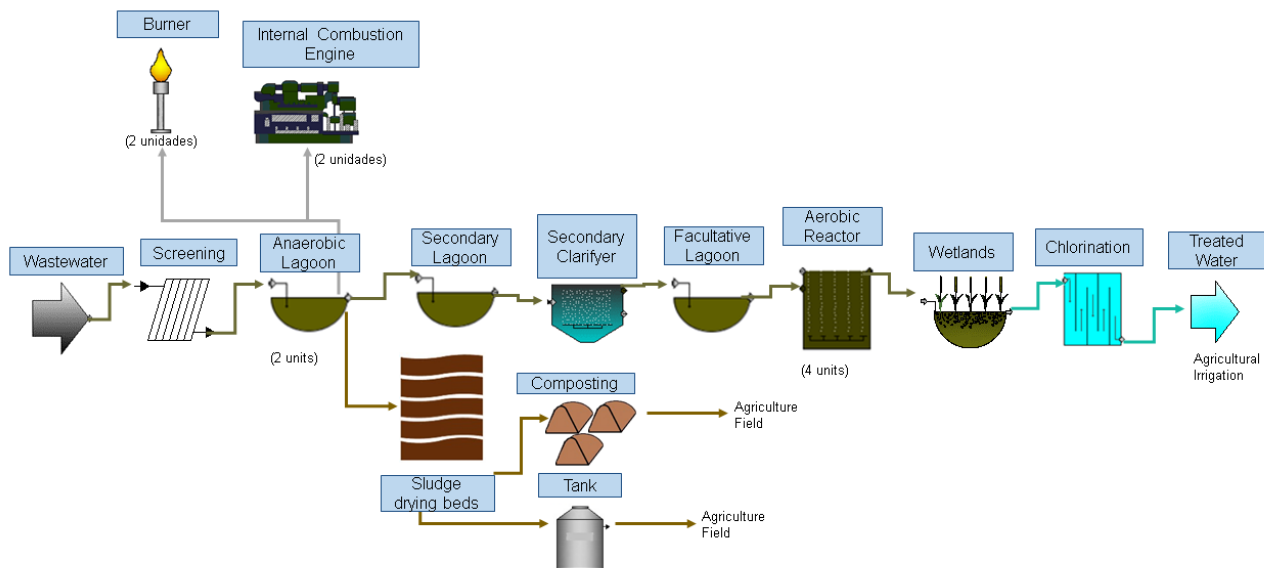 Burner
Internal Combustion
Engine
(2 unidades)
(2 unidades)
Wastewater
Screening
Anaerobic
Lagoon
Secondary
Lagoon
Secondary
Clarifyer
Facultative
Lagoon
Aerobic
Reactor
Wetlands
Chlorination
Treated
Water
(2 units)
(4 units)
Agricultural
Irrigation
Composting
Agriculture
Field
Sludge
drying beds
Tank
Agriculture
Field